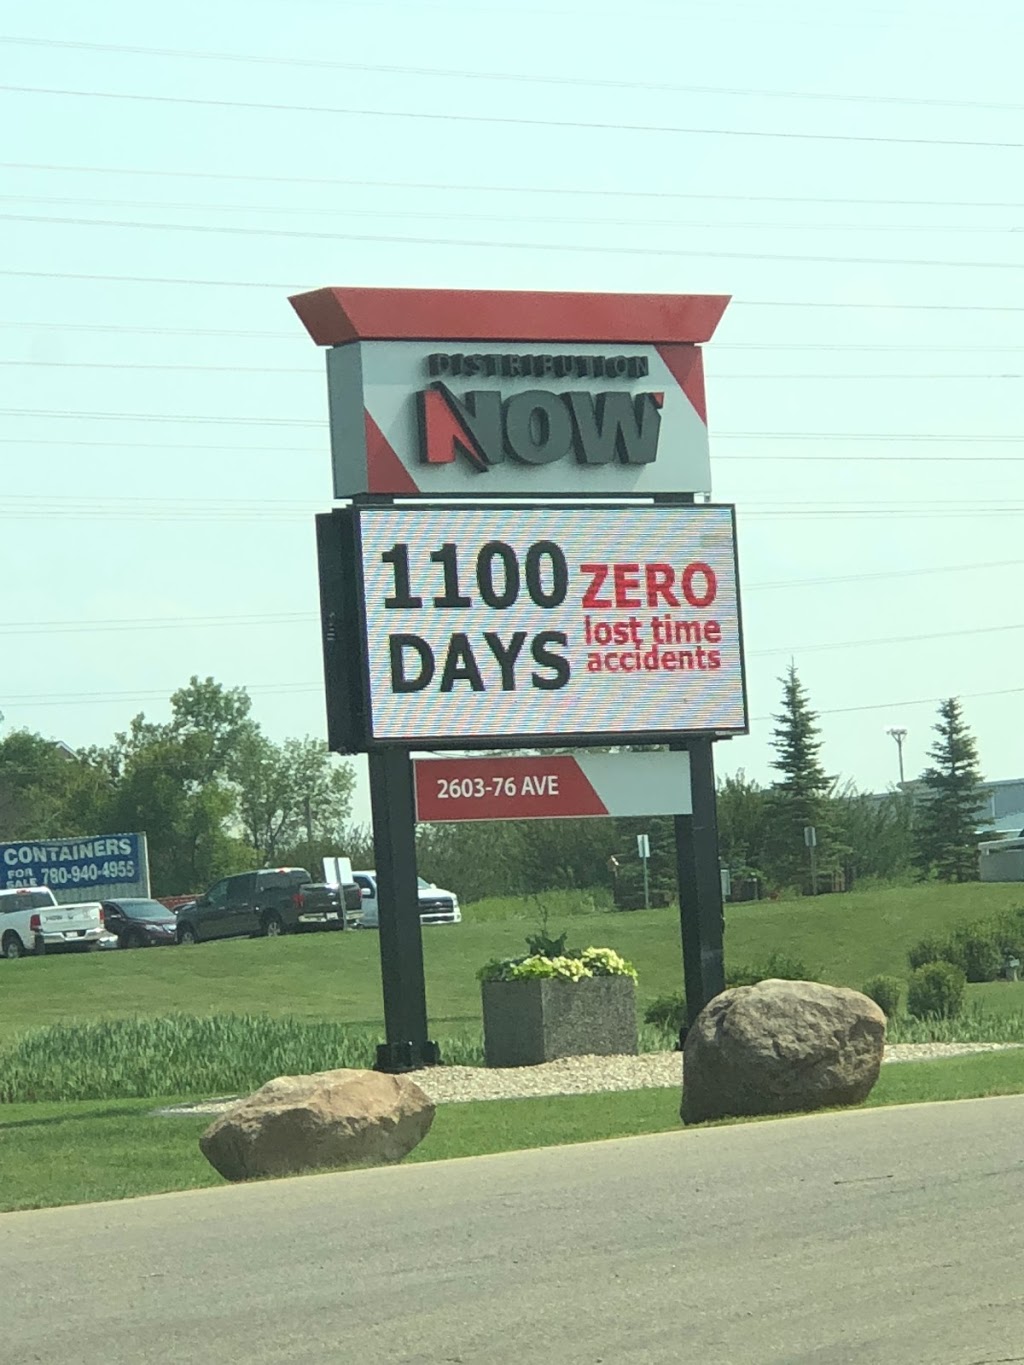 DISTRIBUTION
NOW
1100 DAYS
ZERO
lost time
accidents
2603-76 AVE
CONTAINERS
FOR SALE 780-940-4955